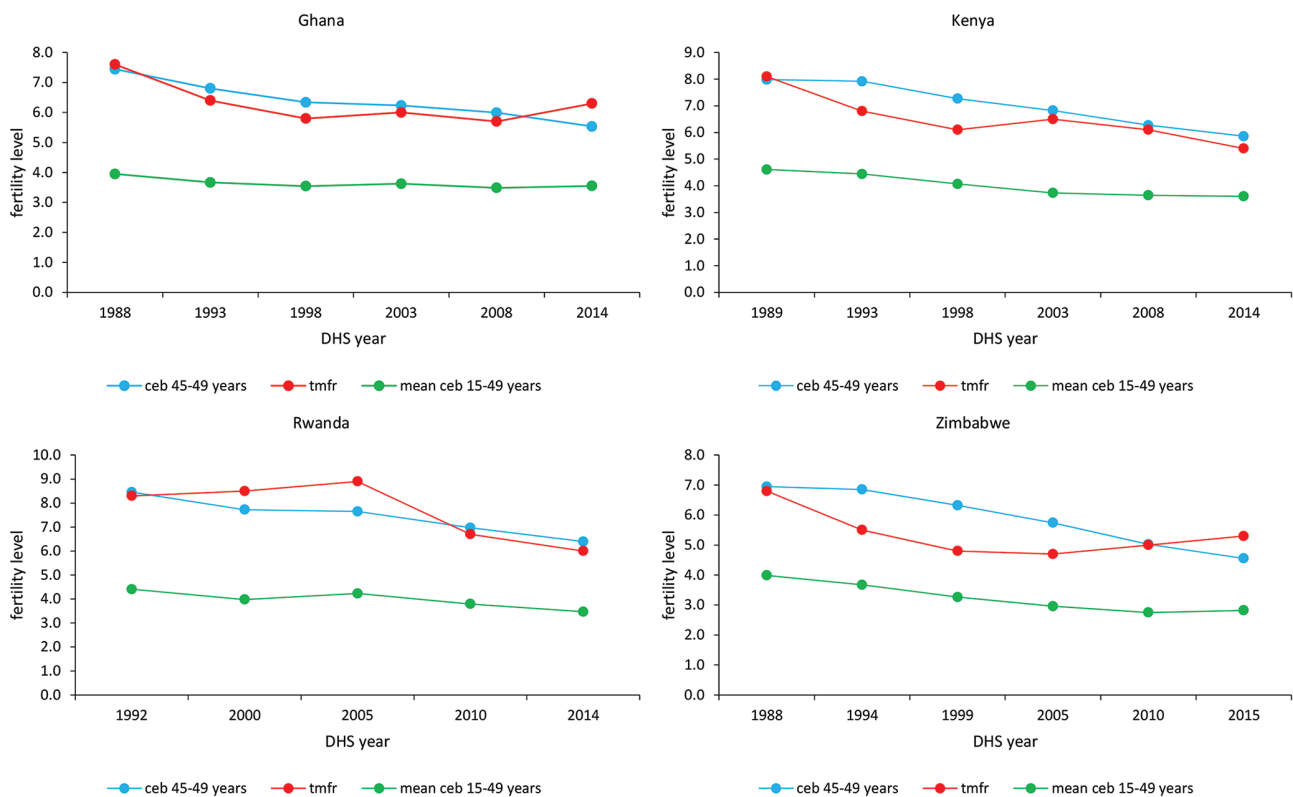 Ghana
fertility level
8.0
7.0
6.0
5.0
4.0
3.0
2.0
1.0
0.0
1988 1993 1998 2003 2008 2014
DHS year
ceb 45-49 years tmfr mean ceb 15-49 years
Kenya
fertility level
9.0
8.0
7.0
6.0
5.0
4.0
3.0
2.0
1.0
0.0
1989 1993 1998 2003 2008 2014
DHS year
ceb 45-49 years tmfr mean ceb 15-49 years
Rwanda
fertility level
10.0
9.0
8.0
7.0
6.0
5.0
4.0
3.0
2.0
1.0
0.0
1992 2000 2005 2010 2014
DHS year
ceb 45-49 years tmfr mean ceb 15-49 years
Zimbabwe
fertility level
8.0
7.0
6.0
5.0
4.0
3.0
2.0
1.0
0.0
1988 1994 1999 2005 2010 2015
DHS year
ceb 45-49 years tmfr mean ceb 15-49 years